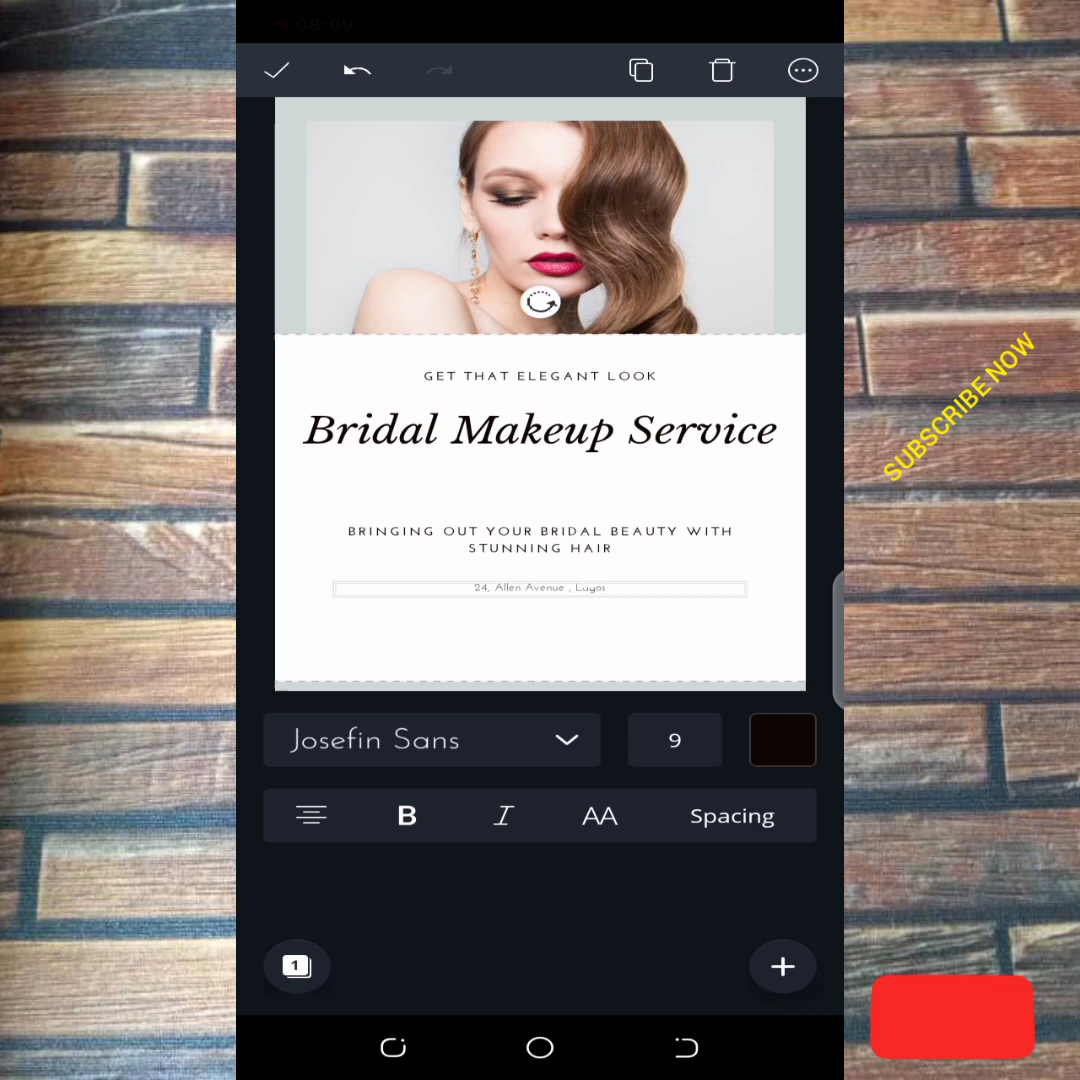 08:09
GET THAT ELEGANT LOOK
Bridal Makeup Service
BRINGING OUT YOUR BRIDAL BEAUTY WITH
STUNNING HAIR
24, Allen Avenue , Lagos
SUBSCRIBE NOW
Josefin Sans
9
B I AA Spacing
1